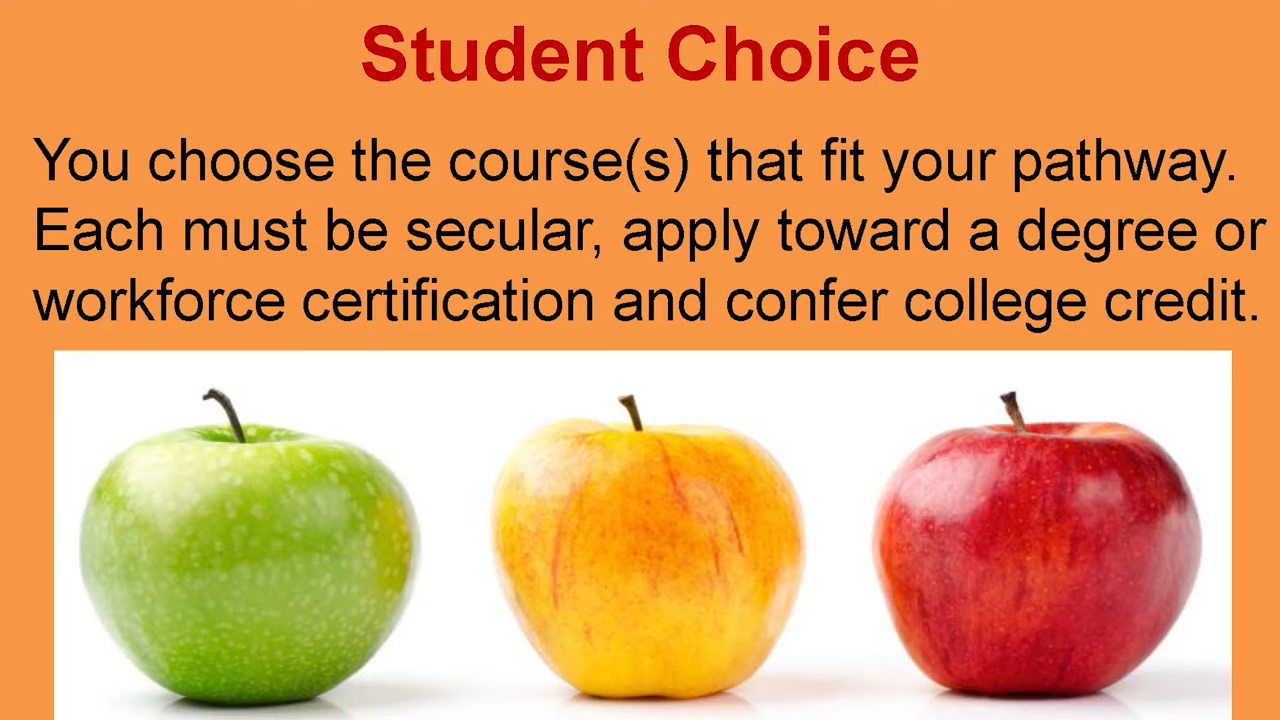 Student Choice
You choose the course(s) that fit your pathway.
Each must be secular, apply toward a degree or
workforce certification and confer college credit.